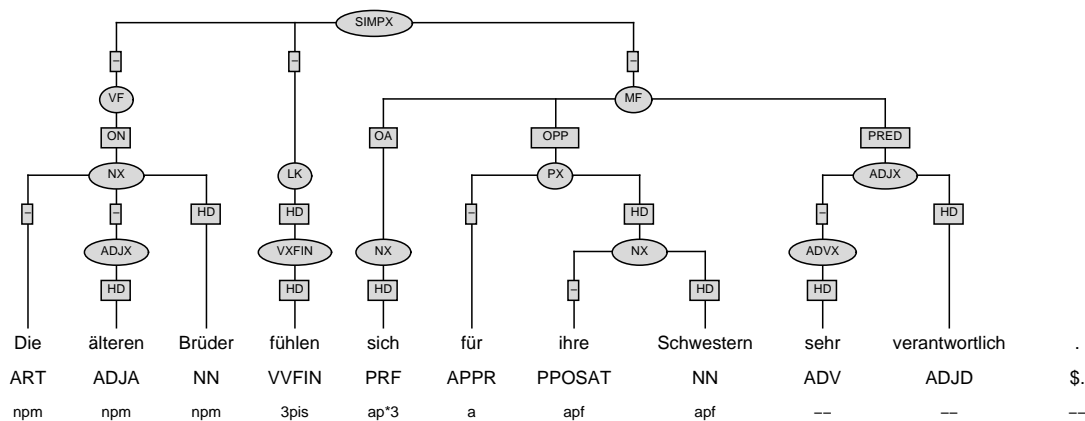 SIMPX
– – –
VF MF
ON OA OPP PRED
NX LK PX ADJX
– – HD HD – HD – HD
ADJX VXFIN NX NX ADVX
HD HD HD – HD HD
Die älteren Brüder fühlen sich für ihre Schwestern sehr verantwortlich .
ART ADJA NN VVFIN PRF APPR PPOSAT NN ADV ADJD $.
npm npm npm 3pis ap*3 a apf apf −− −− −−